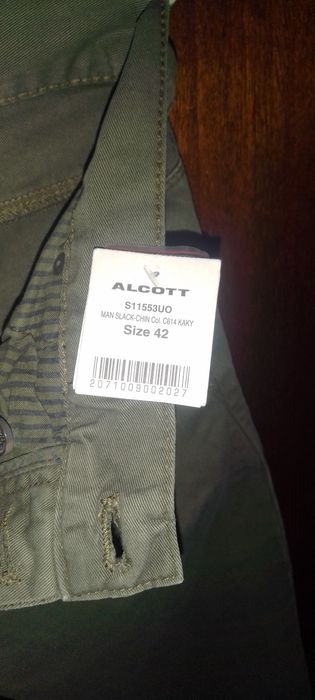 ALCOTT
S11553UO
MAN SLACK-CHIN Col. C614 KAKY
Size 42
2071009002027